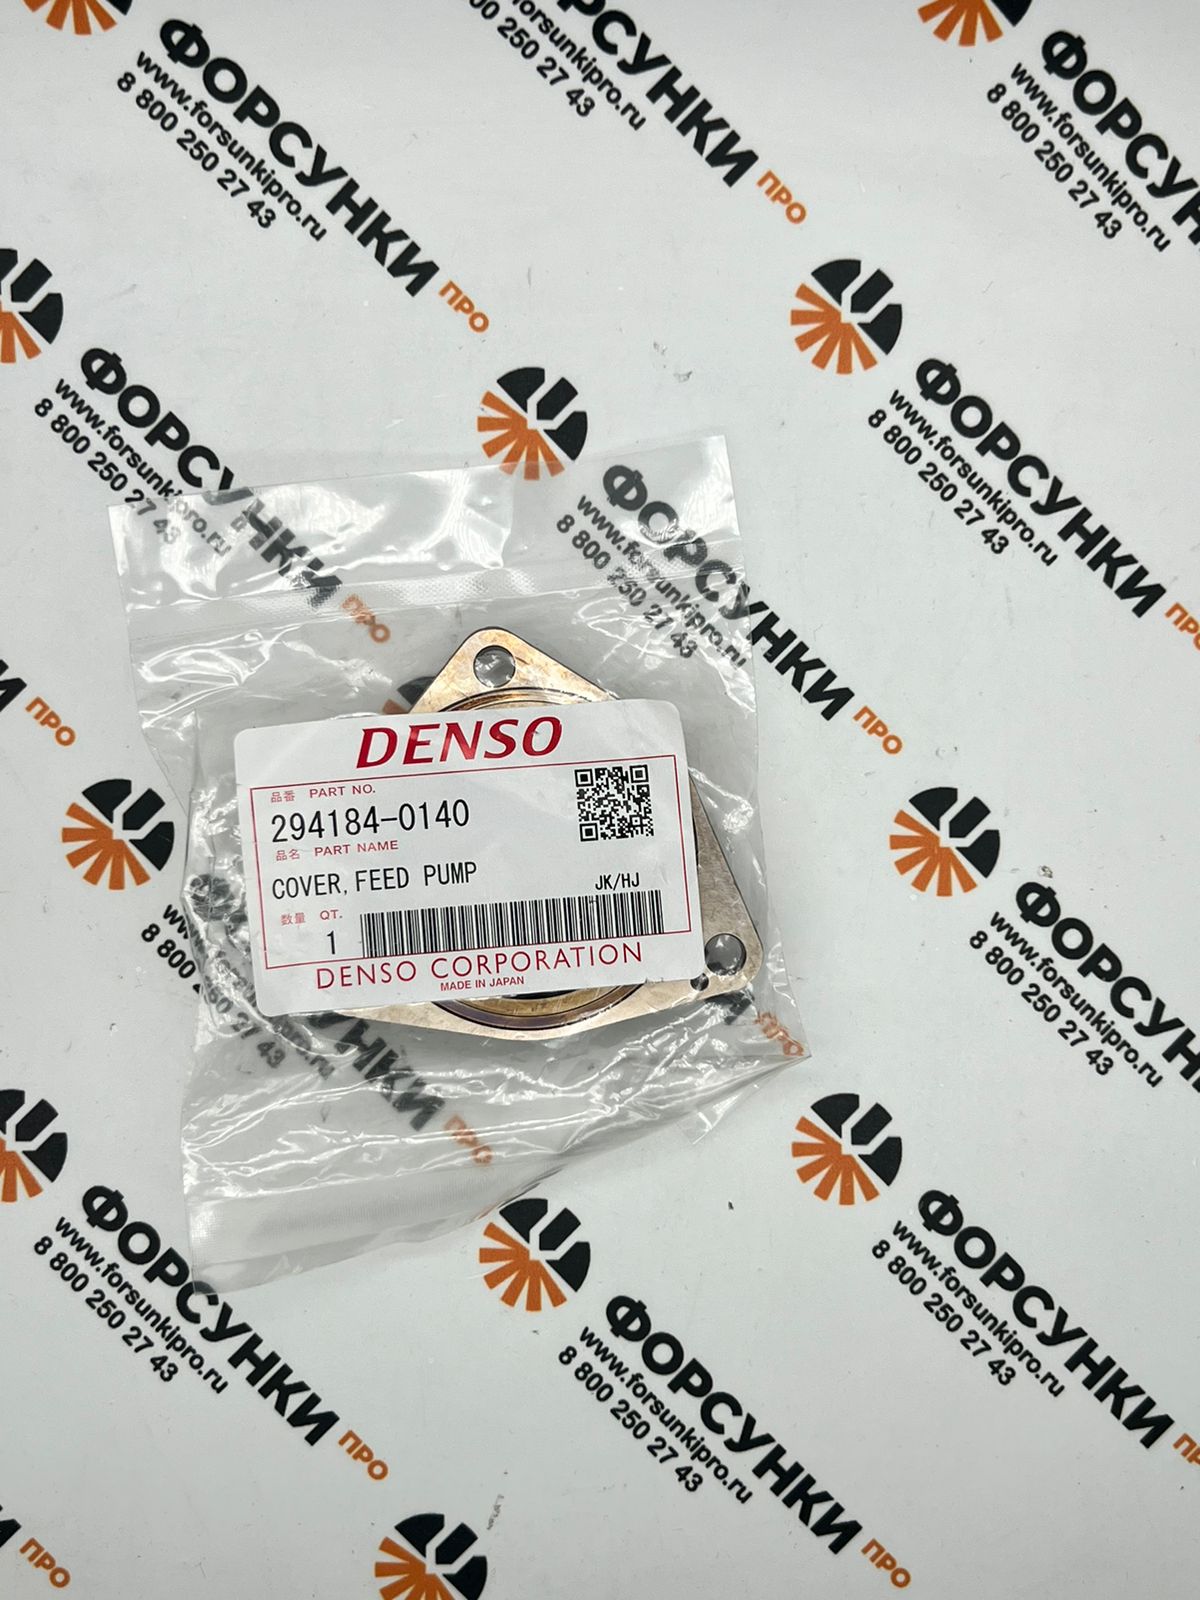 DENSO
品番 PART NO.
294184-0140
品名 PART NAME
COVER, FEED PUMP
JK/HJ
数量 QT.
1
DENSO CORPORATION
MADE IN JAPAN
ФОРСУНКИ ПРО
www.forsunkipro.ru
8 800 250 27 43